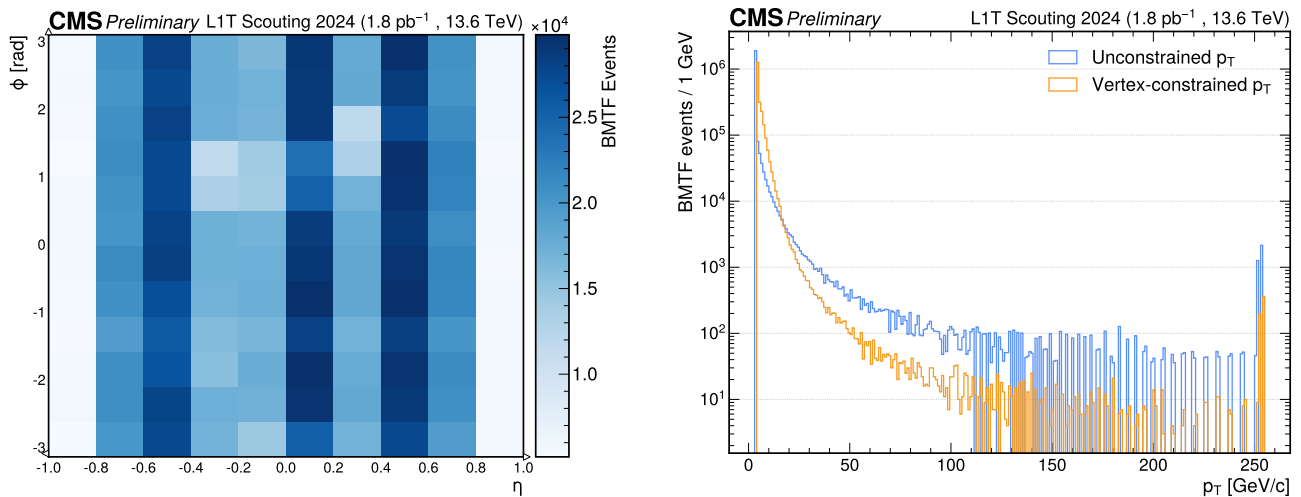 CMS Preliminary L1T Scouting 2024 (1.8 pb⁻¹ , 13.6 TeV)
×10⁴
ϕ [rad]
3
2
1
0
-1
-2
-3
-1.0 -0.8 -0.6 -0.4 -0.2 0.0 0.2 0.4 0.6 0.8 1.0
η
2.5
2.0
1.5
1.0
BMTF Events
CMS Preliminary L1T Scouting 2024 (1.8 pb⁻¹ , 13.6 TeV)
BMTF events / 1 GeV
Unconstrained p_T
Vertex-constrained p_T
10⁶
10⁵
10⁴
10³
10²
10¹
0 50 100 150 200 250
p_T [GeV/c]